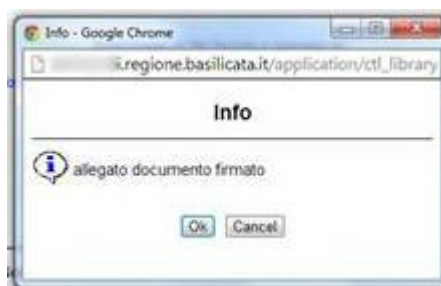 Info - Google Chrome
.regione.basilicata.it/application/ctl_library
Info
allegato documento firmato
Ok Cancel